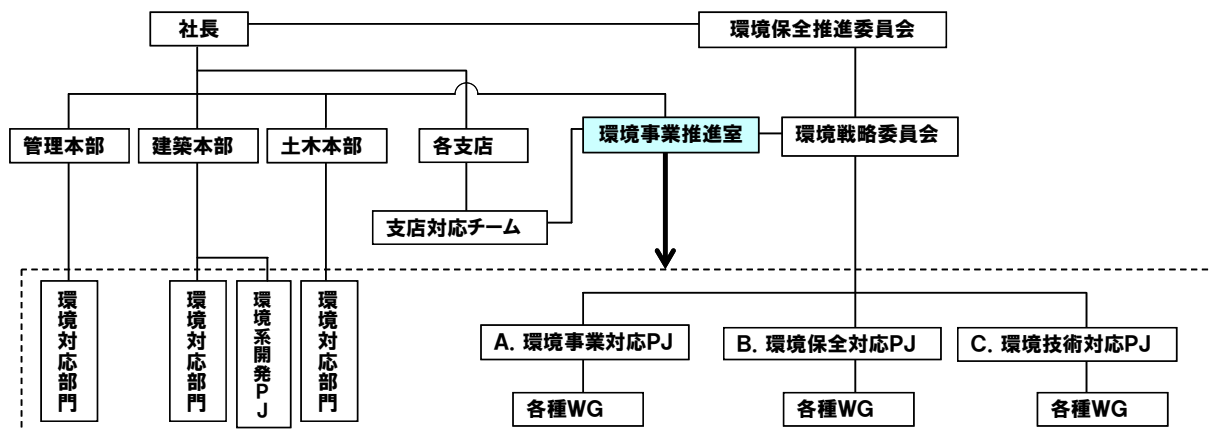 社長
環境保全推進委員会
管理本部
建築本部
土木本部
各支店
環境事業推進室
環境戦略委員会
支店対応チーム
環境対応部門
環境対応部門
環境系開発PJ
環境対応部門
A. 環境事業対応PJ
B. 環境保全対応PJ
C. 環境技術対応PJ
各種WG
各種WG
各種WG